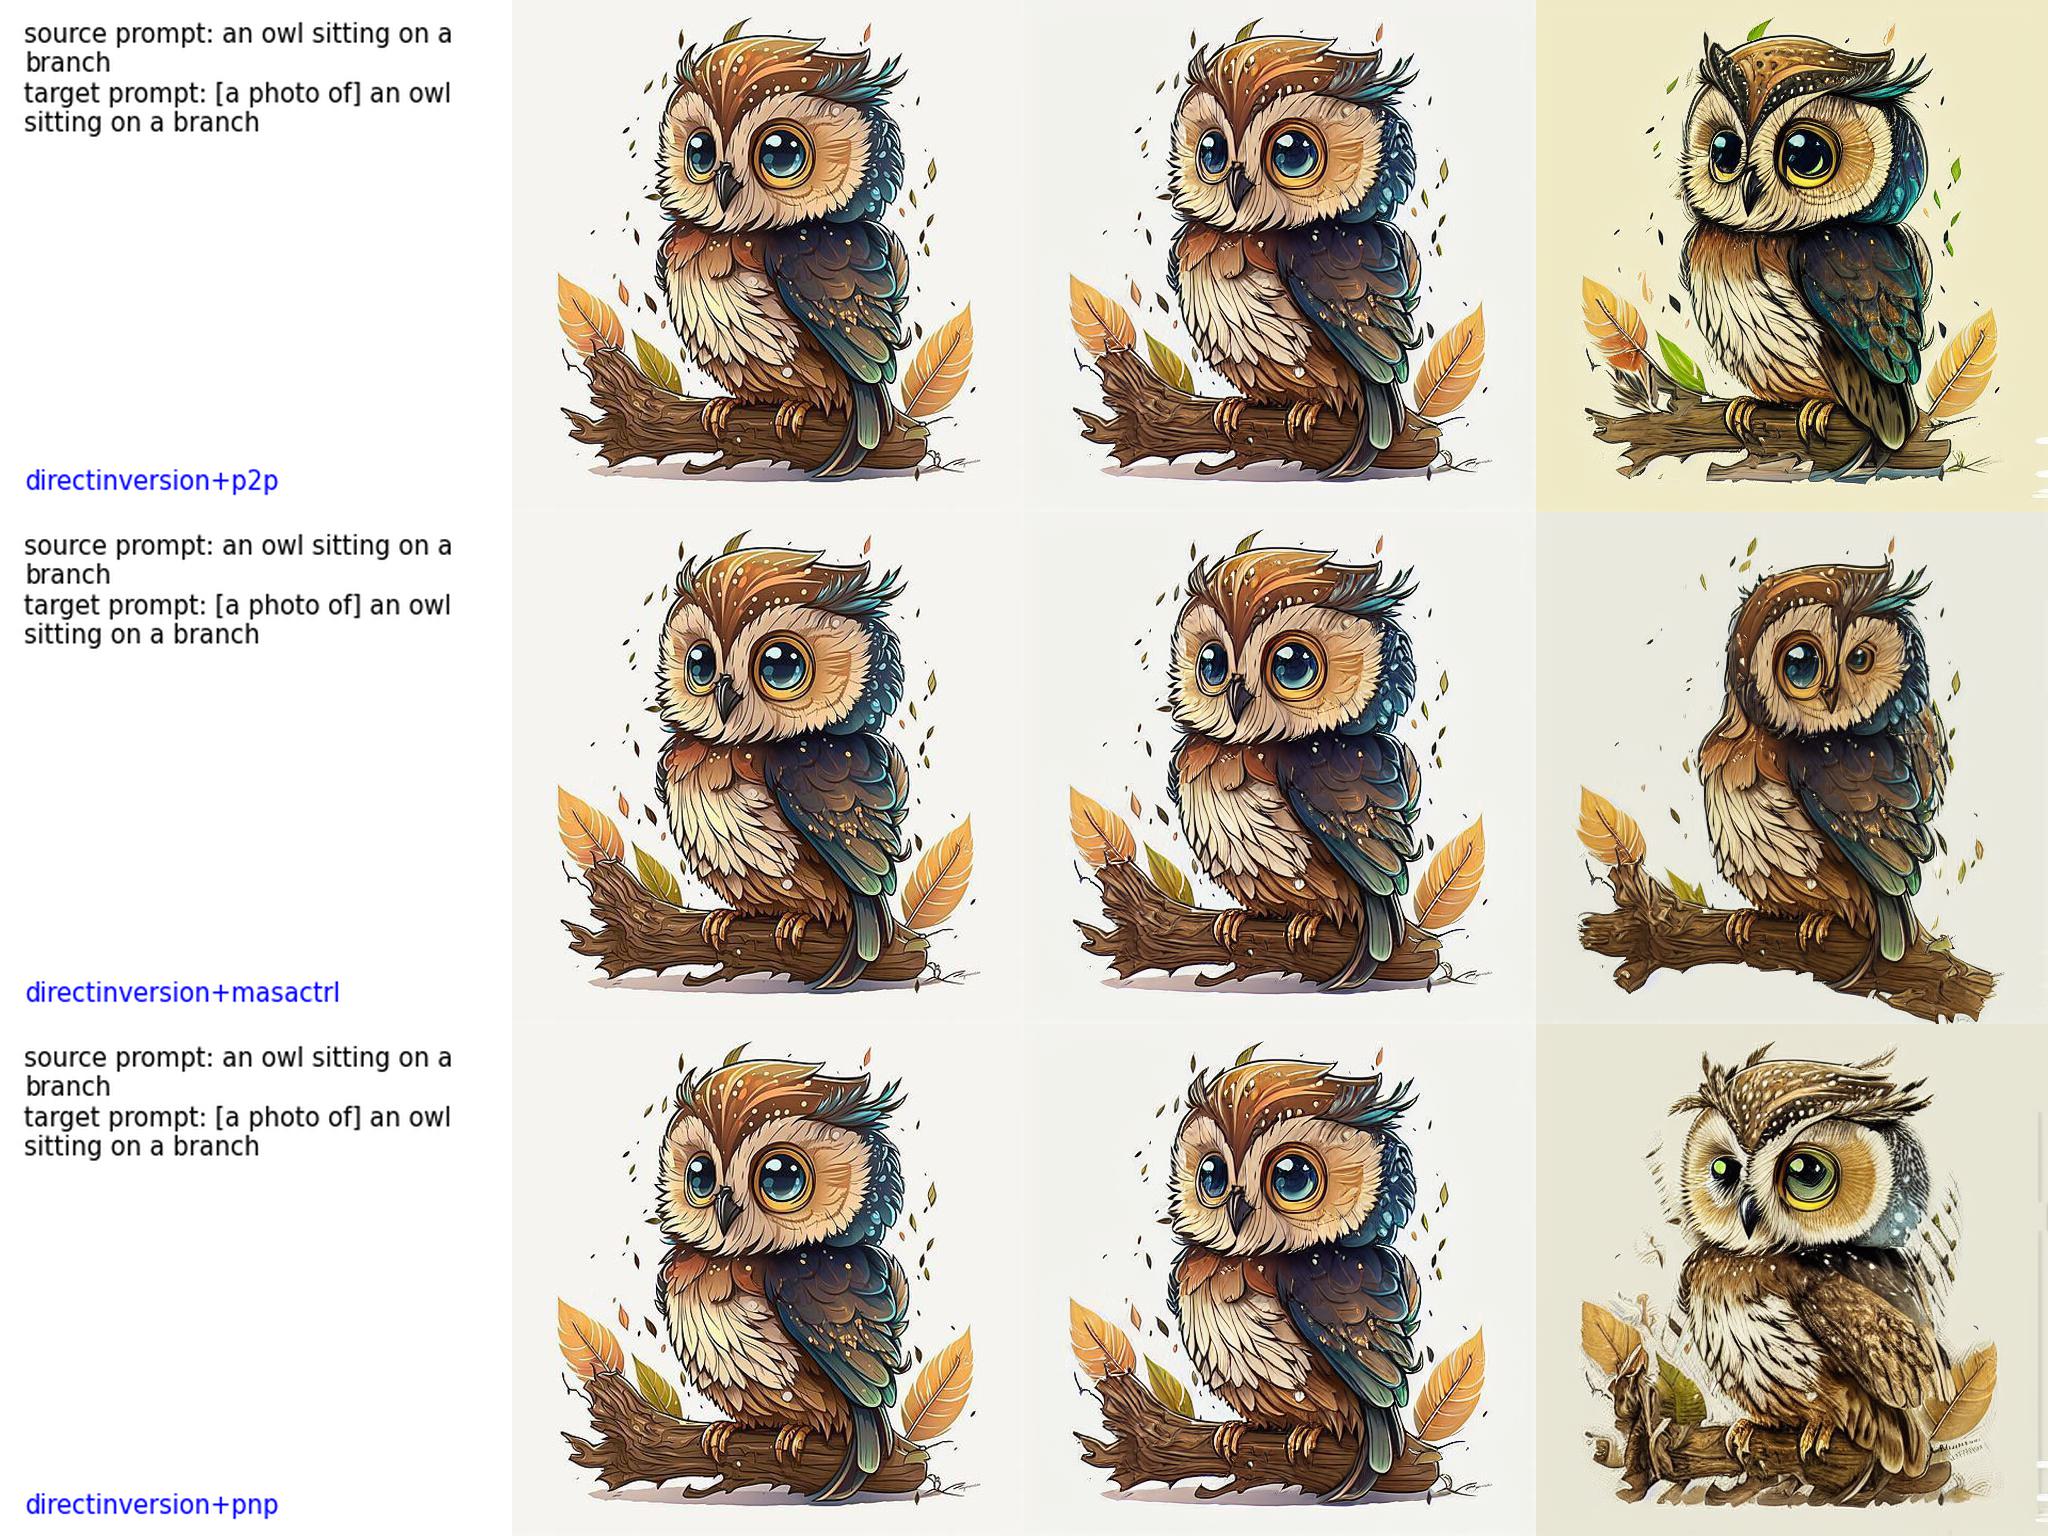 source prompt: an owl sitting on a
branch
target prompt: [a photo of] an owl
sitting on a branch
directinversion+p2p
source prompt: an owl sitting on a
branch
target prompt: [a photo of] an owl
sitting on a branch
directinversion+masactrl
source prompt: an owl sitting on a
branch
target prompt: [a photo of] an owl
sitting on a branch
directinversion+pnp